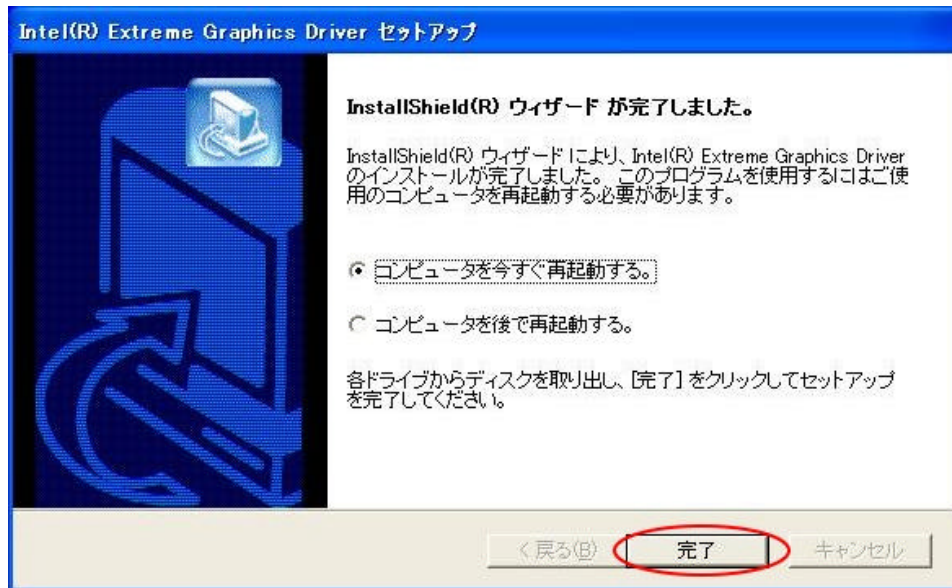 Intel(R) Extreme Graphics Driver セットアップ
InstallShield(R) ウィザード が完了しました。
InstallShield(R) ウィザード により、Intel(R) Extreme Graphics Driver
のインストールが完了しました。 このプログラムを使用するにはご使
用のコンピュータを再起動する必要があります。
コンピュータを今すぐ再起動する。
コンピュータを後で再起動する。
各ドライブからディスクを取り出し、[完了] をクリックしてセットアップ
を完了してください。
< 戻る(B) 完了 キャンセル